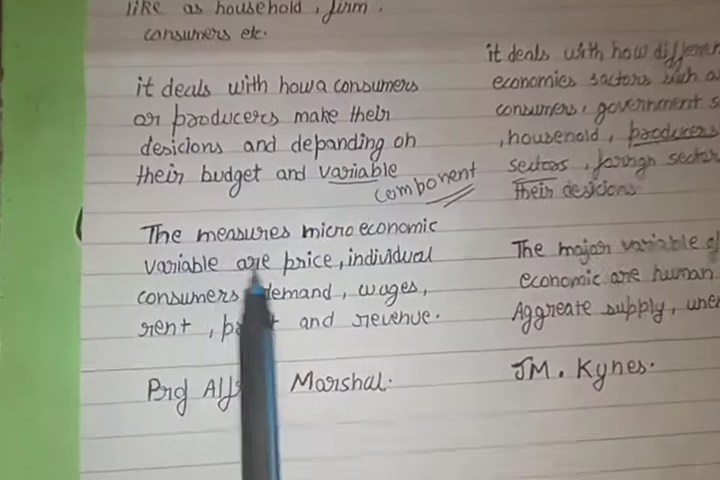 like as household, firm.
consumers etc.
it deals with how a consumers
or producers make their
desicions and depanding on
their budget and variable
component
The measures micro economic
variable are price, individual
consumers demand, wages,
rent, and revenue.
Marshal.
it deals with how
economies sactors such
consumers, government
, household, producers
sectors, foringn sector
their desicions
The major variable of
economic are human
Aggreate supply,
JM. Kynes.